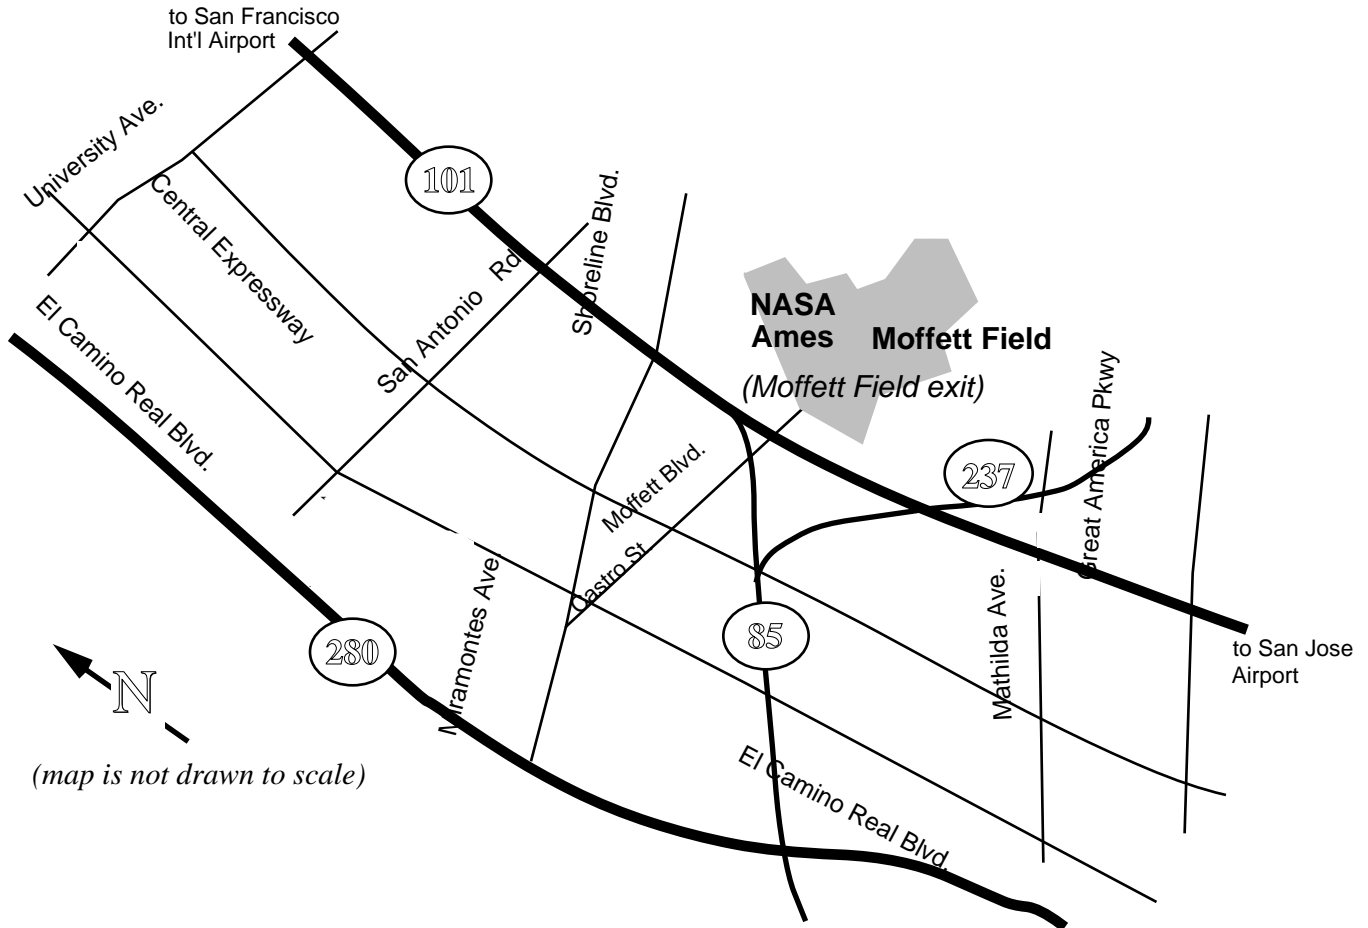 to San Francisco
Int'l Airport
University Ave.
101
Central Expressway
San Antonio Rd.
Shoreline Blvd.
NASA
Ames
Moffett Field
(Moffett Field exit)
El Camino Real Blvd.
Great America Pkwy
237
Moffett Blvd.
Castro St.
Miramontes Ave.
280
85
Mathilda Ave.
to San Jose
Airport
N
(map is not drawn to scale)
El Camino Real Blvd.